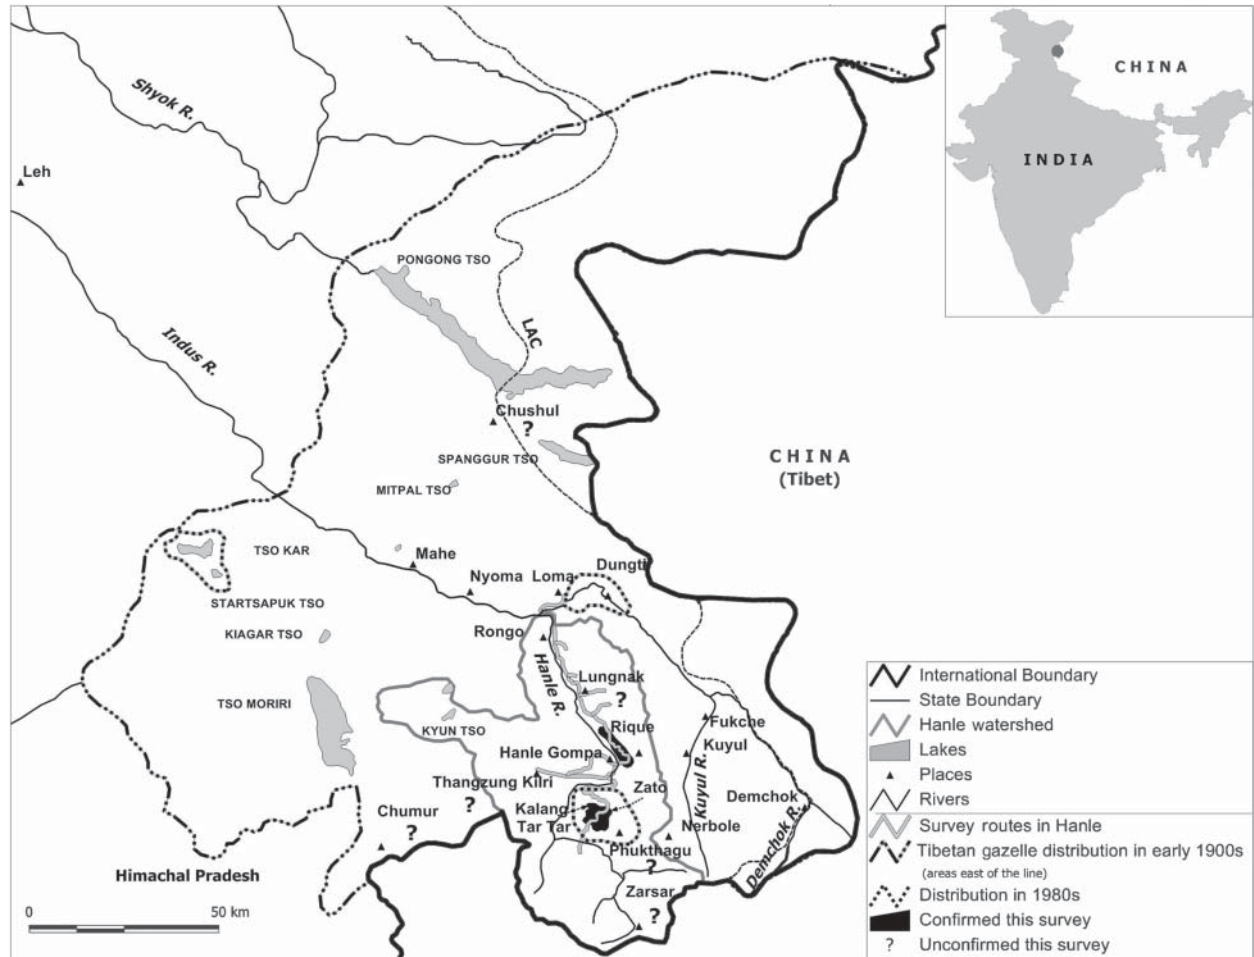 Shyok R.
Leh
CHINA
INDIA
PONGONG TSO
LAC
Indus R.
Chushul
?
SPANGGUR TSO
MITPAL TSO
CHINA
(Tibet)
TSO KAR
Mahe
STARTSAPUK TSO
Nyoma
Loma
Dungti
KIAGAR TSO
Rongo
Hanle R.
Lungnak
?
TSO MORIRI
KYUN TSO
Rique
Fukche
Hanle Gompa
Kuyul
Kuyul R.
Thangzung Kilri
?
Zato
Demchok
Demchok R.
Chumur
?
Kalang
Tar Tar
Nerbole
Phukthagu
?
Himachal Pradesh
Zarsar
?
0 50 km
International Boundary
State Boundary
Hanle watershed
Lakes
Places
Rivers
Survey routes in Hanle
Tibetan gazelle distribution in early 1900s
(areas east of the line)
Distribution in 1980s
Confirmed this survey
? Unconfirmed this survey